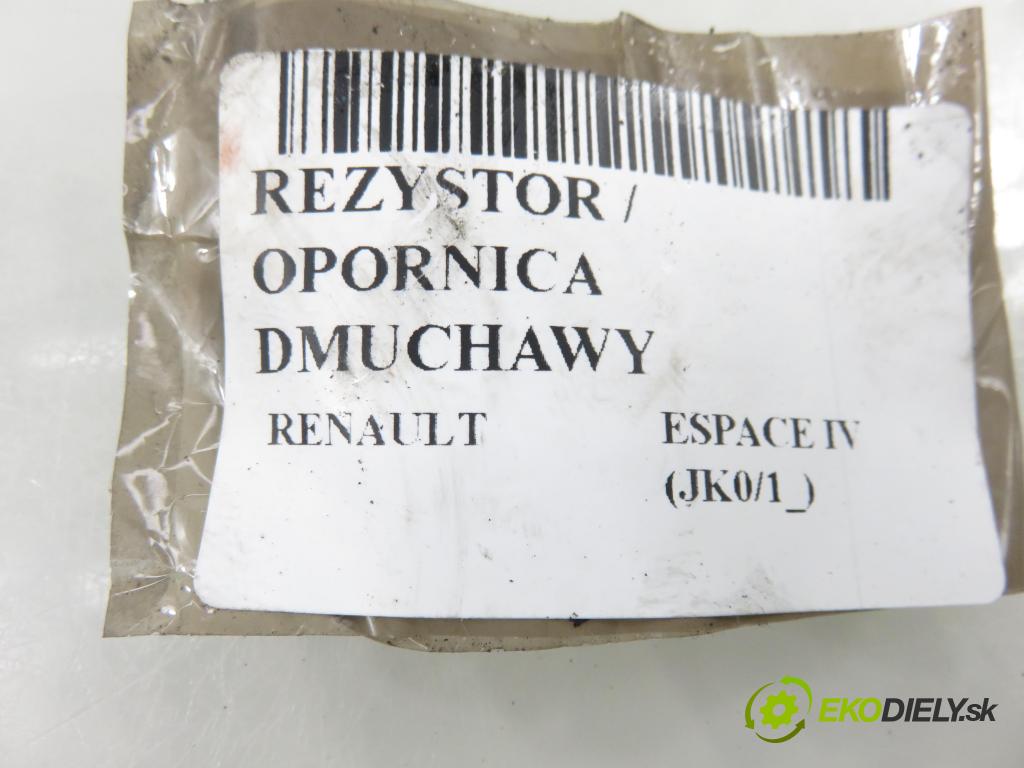 REZYSTOR /
OPORNICA
DMUCHAWY
RENAULT ESPACE IV
(JK0/1_)
EKODIELY.sk